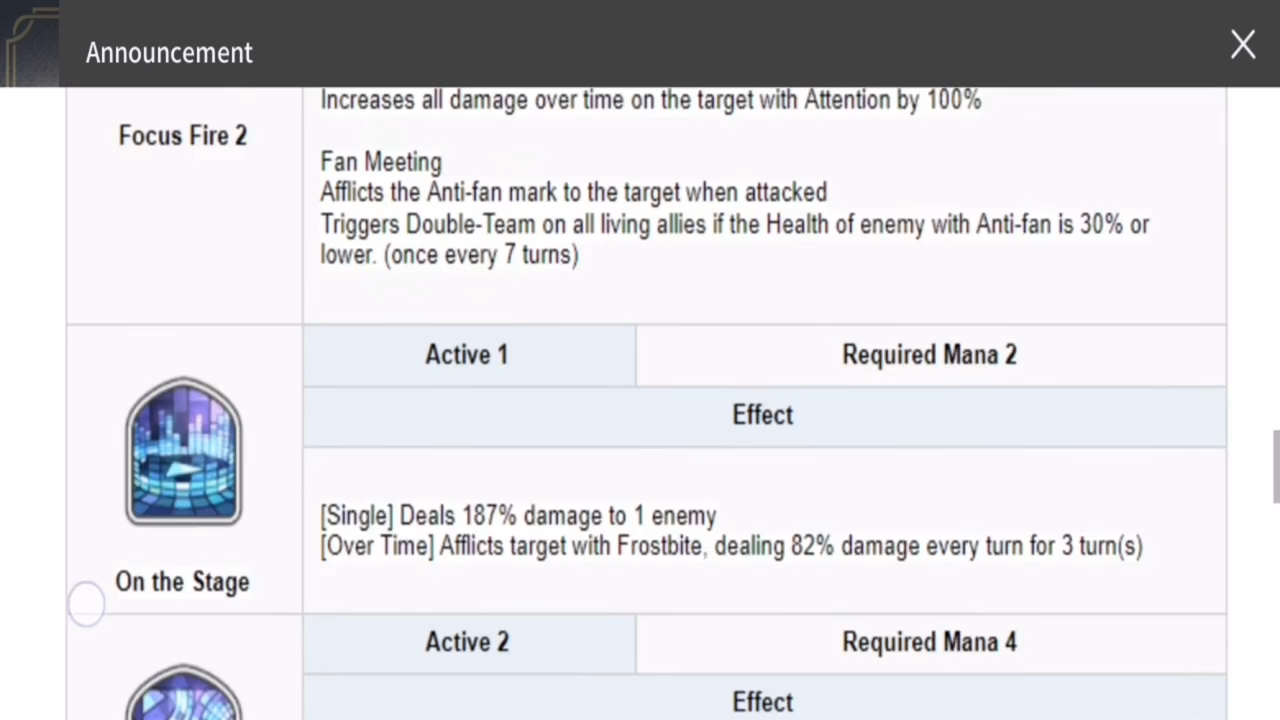 Announcement
Increases all damage over time on the target with Attention by 100%
Focus Fire 2
Fan Meeting
Afflicts the Anti-fan mark to the target when attacked
Triggers Double-Team on all living allies if the Health of enemy with Anti-fan is 30% or
lower. (once every 7 turns)
Active 1
Required Mana 2
Effect
[Single] Deals 187% damage to 1 enemy
[Over Time] Afflicts target with Frostbite, dealing 82% damage every turn for 3 turn(s)
On the Stage
Active 2
Required Mana 4
Effect